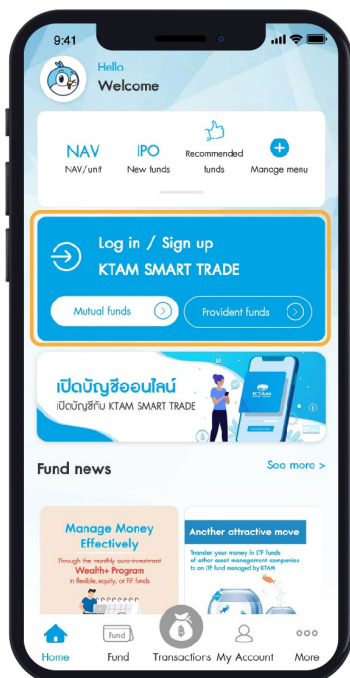 9:41
Hello
Welcome
NAV
NAV/unit
IPO
New funds
Recommended
funds
Manage menu
Log in / Sign up
KTAM SMART TRADE
Mutual funds
Provident funds
เปิดบัญชีออนไลน์
เปิดบัญชีกับ KTAM SMART TRADE
KTAM
Fund news
See more >
Manage Money
Effectively
Through the monthly auto-investment
Wealth+ Program
in flexible, equity, or FIF funds
Another attractive move
Transfer your money in LTF funds
of other asset management companies
to an LTF fund managed by KTAM
Home
Fund
Fund
Transactions
My Account
More